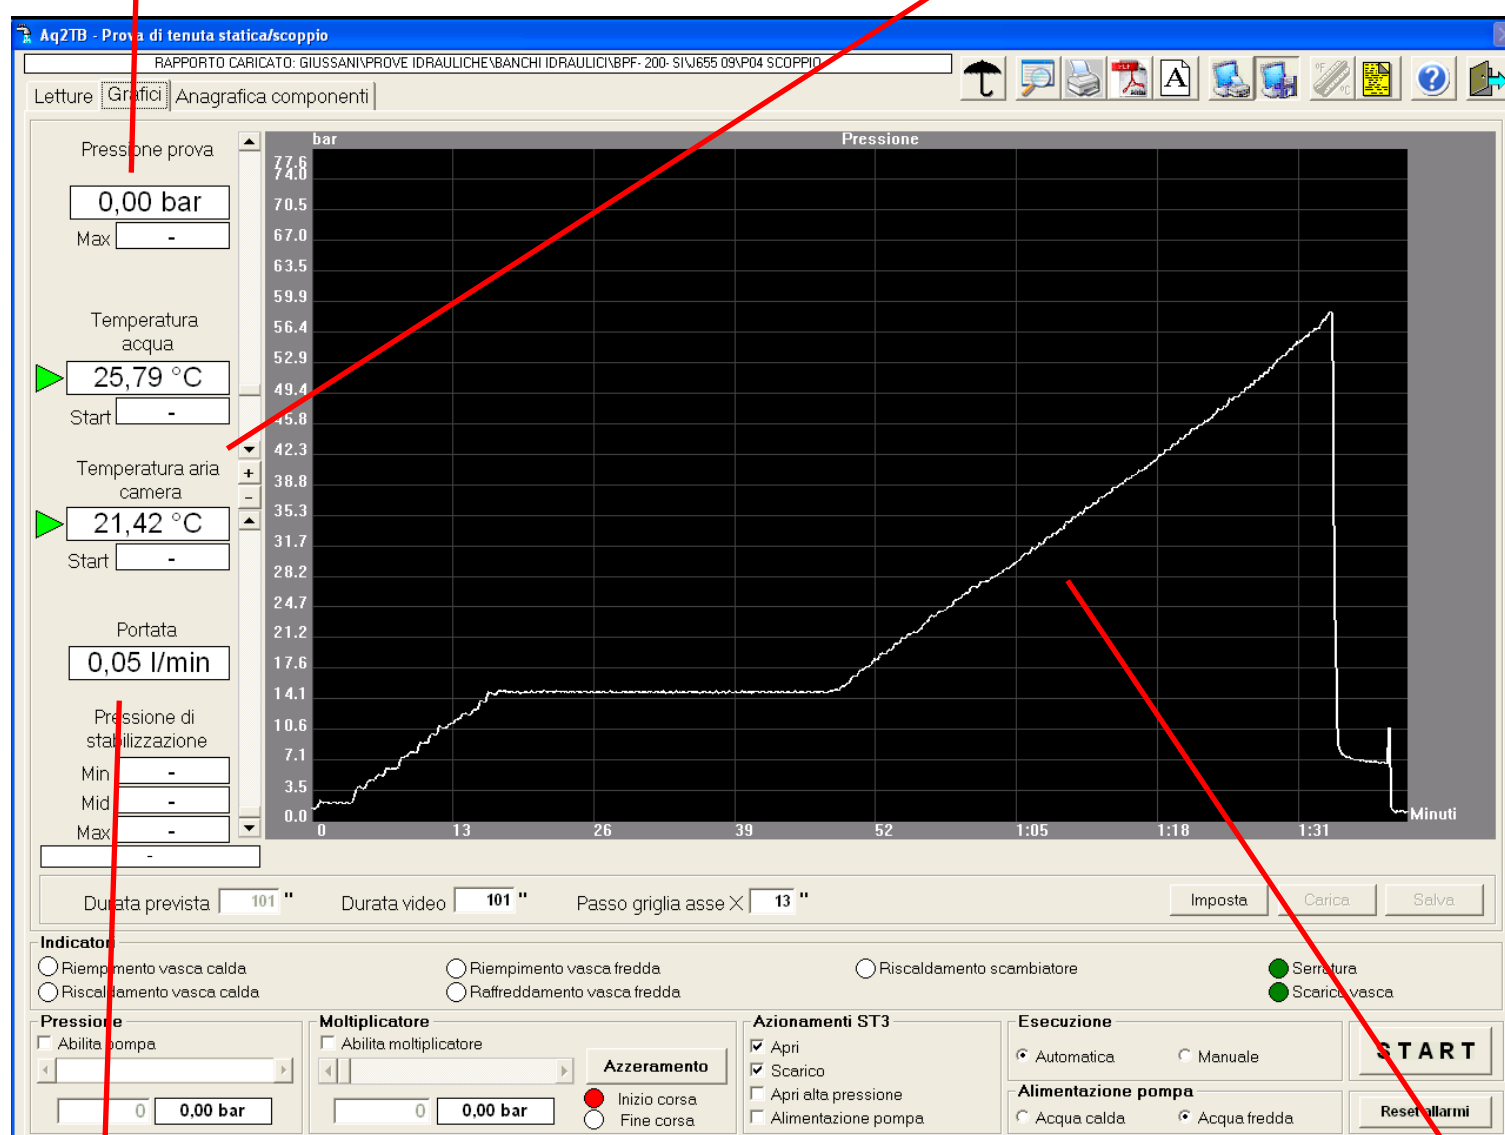 Aq2TB - Prova di tenuta statica/scoppio
RAPPORTO CARICATO: GIUSSANI\PROVE IDRAULICHE\BANCHI IDRAULICI\BPF- 200- SI\J655 09\P04 SCOPPIO
Letture Grafici Anagrafica componenti
bar Pressione
Pressione prova
0,00 bar
Max -
Temperatura
acqua
25,79 °C
Start -
Temperatura aria
camera
+
-
21,42 °C
Start -
Portata
0,05 l/min
Pressione di
stabilizzazione
Min -
Mid -
Max -
-
77.6
74.0
70.5
67.0
63.5
59.9
56.4
52.9
49.4
45.8
42.3
38.8
35.3
31.7
28.2
24.7
21.2
17.6
14.1
10.6
7.1
3.5
0.0
Minuti
0 13 26 39 52 1:05 1:18 1:31
Durata prevista 101 " Durata video 101 " Passo griglia asse X 13 " Imposta Carica Salva
Indicatori
Riempimento vasca calda Riempimento vasca fredda Riscaldamento scambiatore Serratura
Riscaldamento vasca calda Raffreddamento vasca fredda Scarico vasca
Pressione Moltiplicatore Azionamenti ST3 Esecuzione
Abilita pompa Abilita moltiplicatore Apri Automatica Manuale START
Azzeramento Scarico
Inizio corsa Apri alta pressione Alimentazione pompa
0 0,00 bar 0 0,00 bar Fine corsa Alimentazione pompa Acqua calda Acqua fredda Reset allarmi